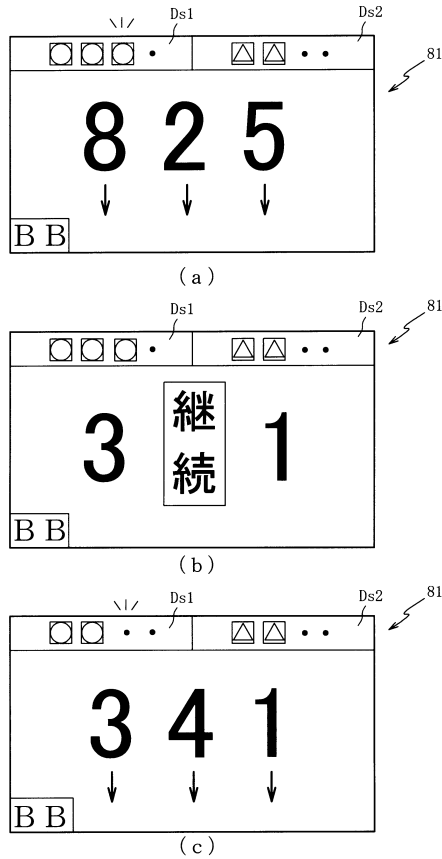 Ds1 Ds2
81
8 2 5
BB
(a)
Ds1 Ds2
81
3 継続 1
BB
(b)
Ds1 Ds2
81
3 4 1
BB
(c)